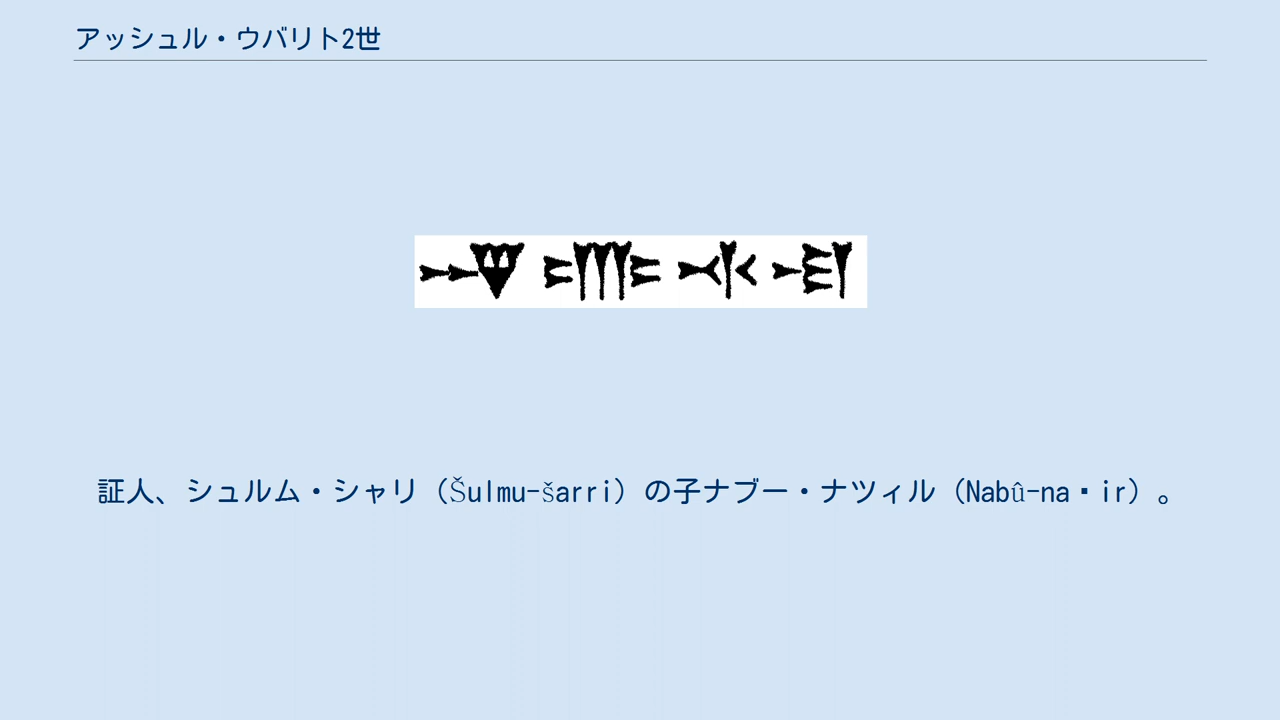 アッシュル・ウバリト2世
証人、シュルム・シャリ（Šulmu-šarri）の子ナブー・ナツィル（Nabû-na▪ir）。